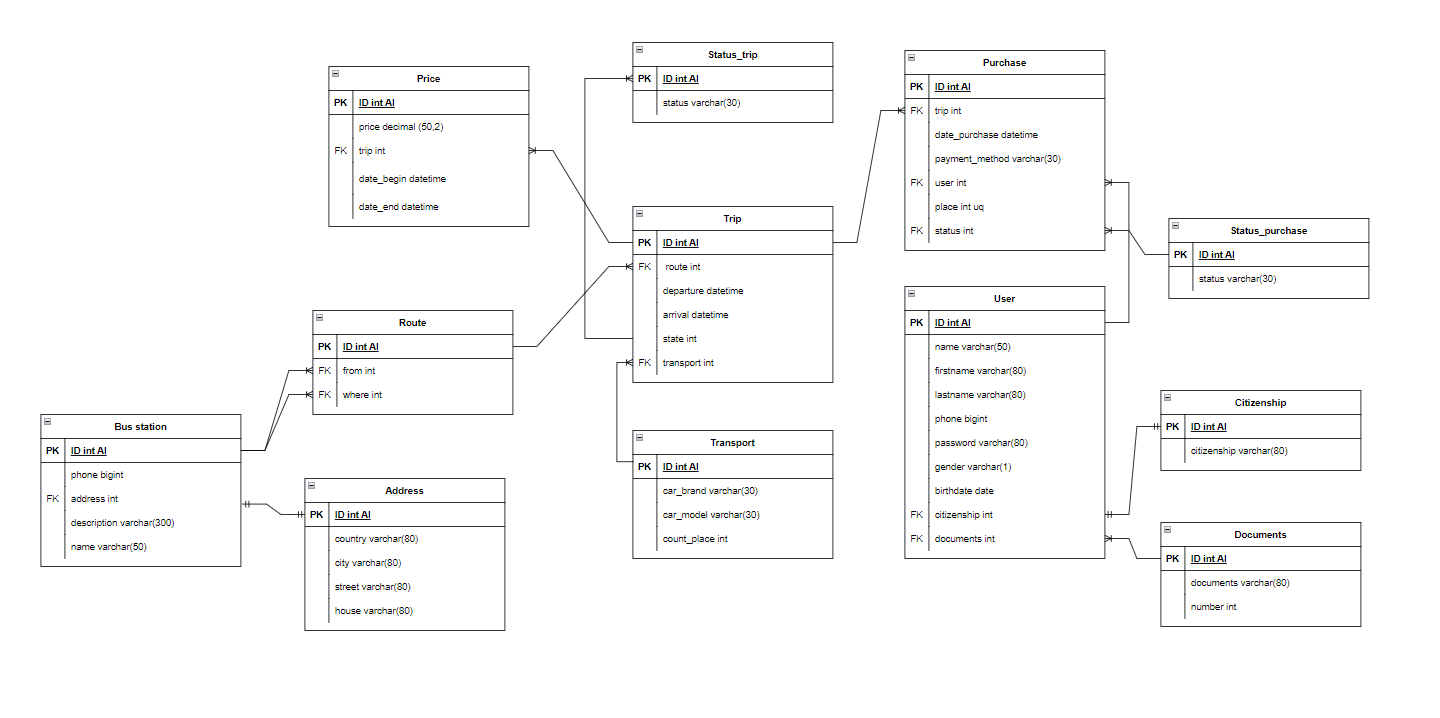 Price
PK ID int AI
price decimal (50,2)
FK trip int
date_begin datetime
date_end datetime
Status_trip
PK ID int AI
status varchar(30)
Purchase
PK ID int AI
FK trip int
date_purchase datetime
payment_method varchar(30)
FK user int
place int uq
FK status int
Trip
PK ID int AI
FK route int
departure datetime
arrival datetime
state int
FK transport int
Status_purchase
PK ID int AI
status varchar(30)
Route
PK ID int AI
FK from int
FK where int
User
PK ID int AI
name varchar(50)
firstname varchar(80)
lastname varchar(80)
phone bigint
password varchar(80)
gender varchar(1)
birthdate date
FK citizenship int
FK documents int
Bus station
PK ID int AI
phone bigint
FK address int
description varchar(300)
name varchar(50)
Address
PK ID int AI
country varchar(80)
city varchar(80)
street varchar(80)
house varchar(80)
Transport
PK ID int AI
car_brand varchar(30)
car_model varchar(30)
count_place int
Citizenship
PK ID int AI
citizenship varchar(80)
Documents
PK ID int AI
documents varchar(80)
number int